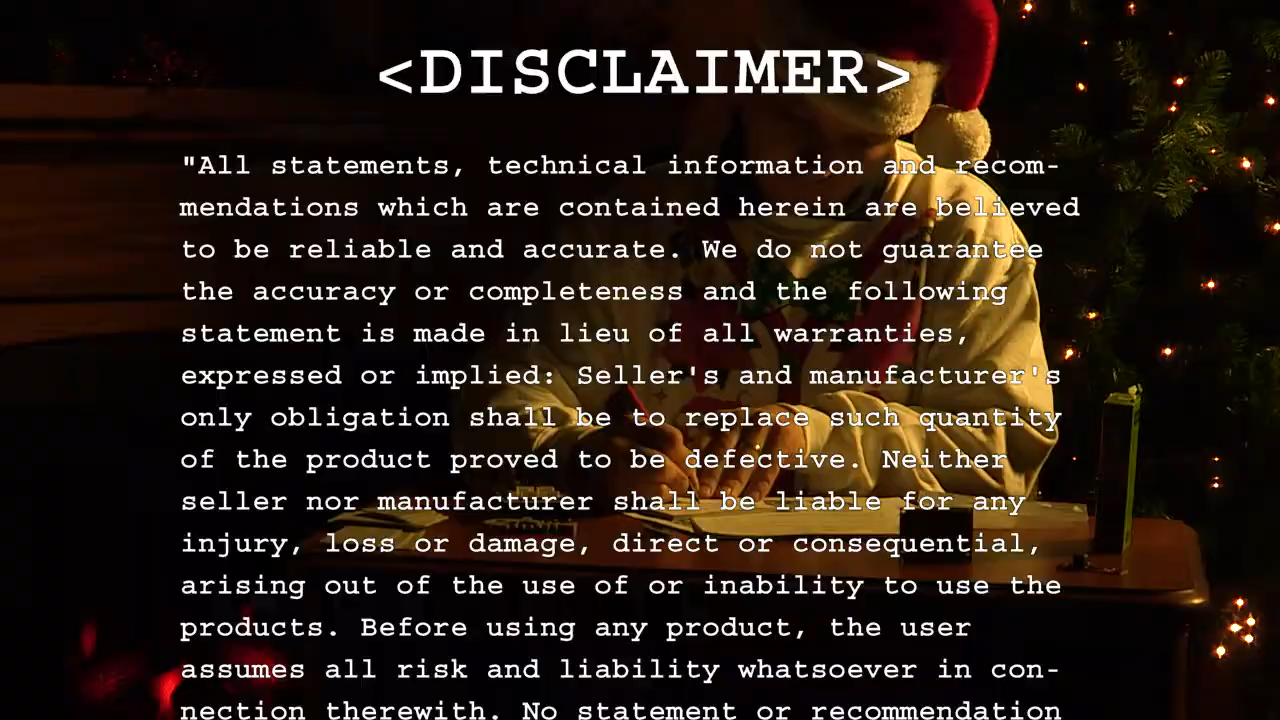 <DISCLAIMER>
"All statements, technical information and recom-
mendations which are contained herein are believed
to be reliable and accurate. We do not guarantee
the accuracy or completeness and the following
statement is made in lieu of all warranties,
expressed or implied: Seller's and manufacturer's
only obligation shall be to replace such quantity
of the product proved to be defective. Neither
seller nor manufacturer shall be liable for any
injury, loss or damage, direct or consequential,
arising out of the use of or inability to use the
products. Before using any product, the user
assumes all risk and liability whatsoever in con-
nection therewith. No statement or recommendation